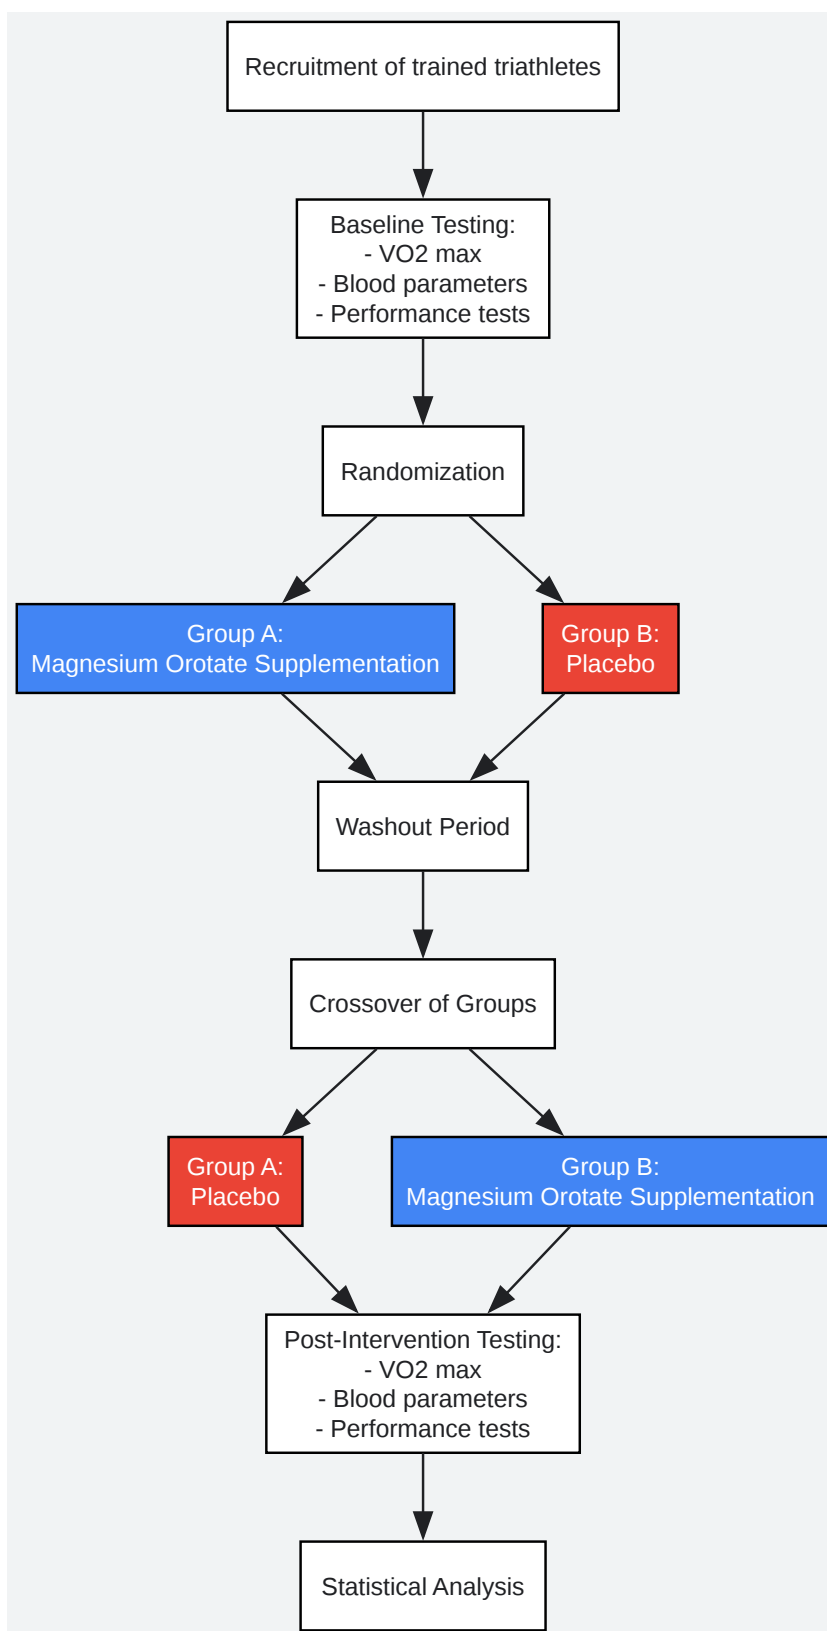 Recruitment of trained triathletes
Baseline Testing:
- VO2 max
- Blood parameters
- Performance tests
Randomization
Group A:
Magnesium Orotate Supplementation
Group B:
Placebo
Washout Period
Crossover of Groups
Group A:
Placebo
Group B:
Magnesium Orotate Supplementation
Post-Intervention Testing:
- VO2 max
- Blood parameters
- Performance tests
Statistical Analysis